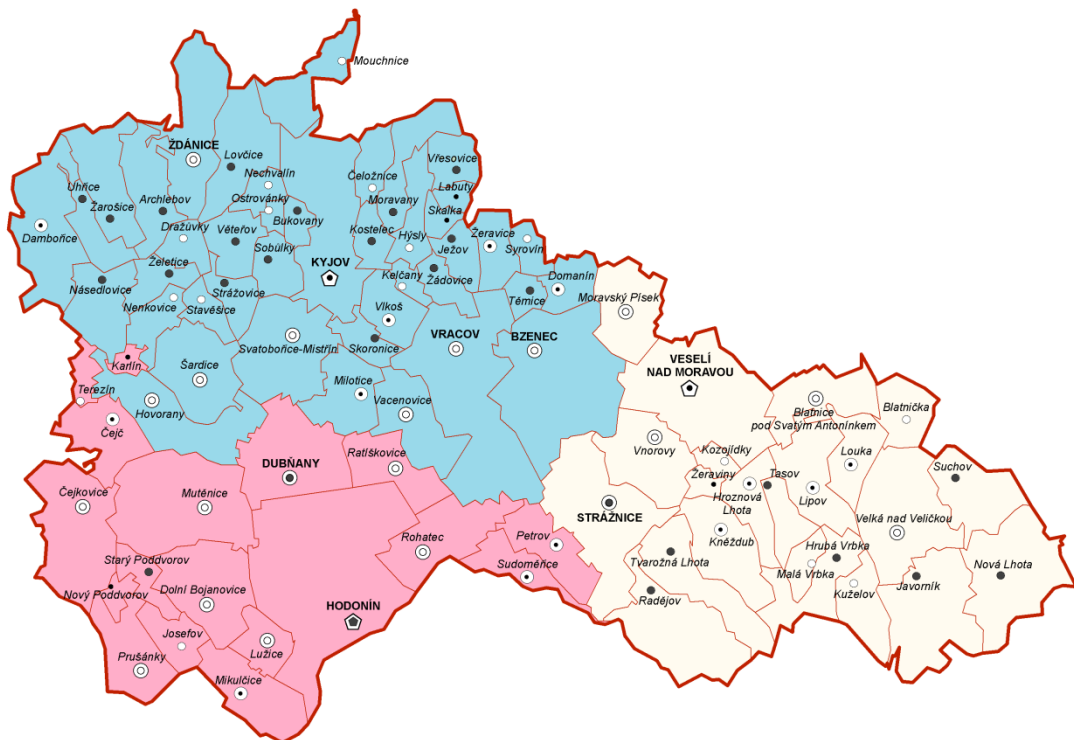 Mouchnice
ŽDÁNICE
Lovčice
Nechvalín
Čeložnice
Vřesovice
Labuty
Uhřice
Žarošice
Archlebov
Ostrovánky
Bukovany
Moravany
Skalka
Dambořice
Dražůvky
Věteřov
Sobůlky
Kostelec
Hýsly
Ježov
Žeravice
Syrovín
Násedlovice
Želetice
Strážovice
KYJOV
Kelčany
Žádovice
Domanín
Nenkovice
Stavěšice
Vlkoš
Těmice
Moravský Písek
Svatobořice-Mistřín
Skoronice
VRACOV
BZENEC
Karlín
Šardice
Terezín
Hovorany
Milotice
Vacenovice
VESELÍ
NAD MORAVOU
Čejč
Blatnice
pod Svatým Antonínkem
Blatnička
DUBŇANY
Ratíškovice
Vnorovy
Kozojídky
Louka
Čejkovice
Mutěnice
Žeraviny
Hroznová
Lhota
Tasov
Lipov
Suchov
STRÁŽNICE
Velká nad Veličkou
Rohatec
Petrov
Kněždub
Starý Poddvorov
Sudoměřice
Tvarožná Lhota
Hrubá Vrbka
Malá Vrbka
Nová Lhota
Nový Poddvorov
Dolní Bojanovice
Radějov
Kuželov
Javorník
HODONÍN
Josefov
Lužice
Prušánky
Mikulčice